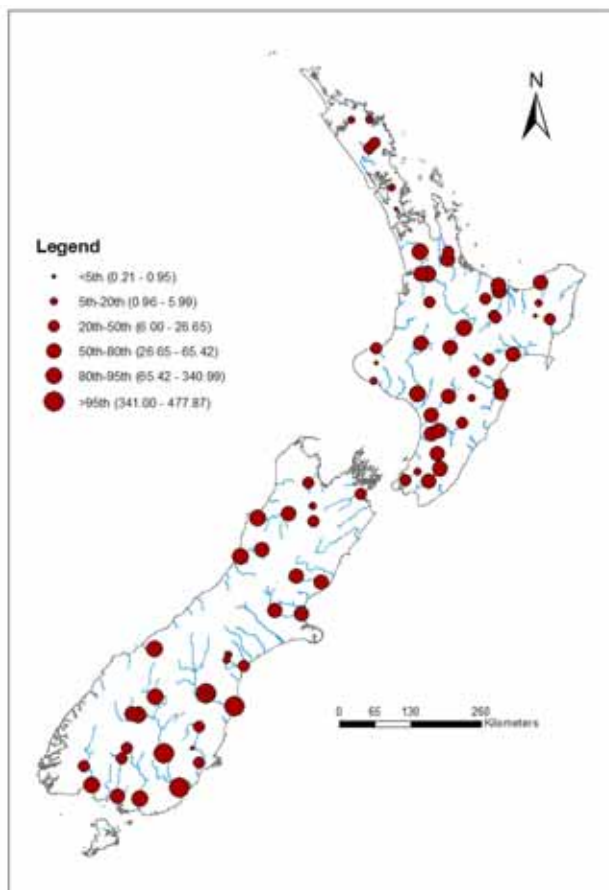 N
Legend
<5th (0.21 - 0.95)
5th-20th (0.96 - 5.99)
20th-50th (6.00 - 26.65)
50th-80th (26.65 - 65.42)
80th-95th (65.42 - 340.99)
>95th (341.00 - 477.87)
0 65 130 260
Kilometers